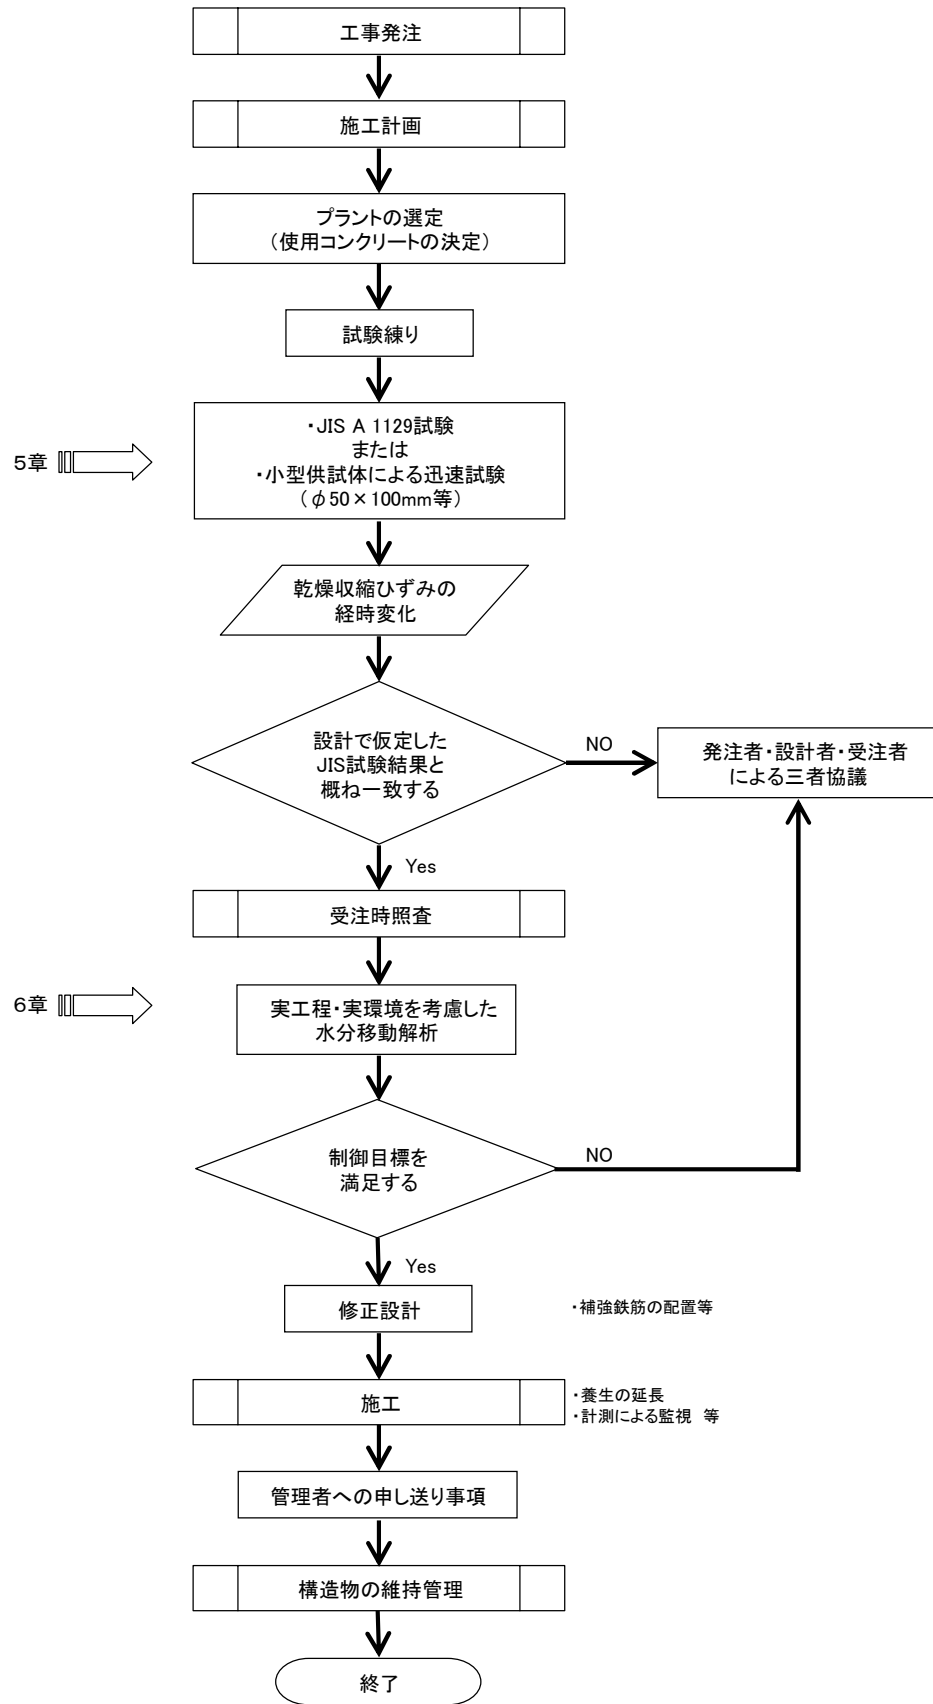 工事発注
施工計画
プラントの選定
（使用コンクリートの決定）
試験練り
5章
・JIS A 1129試験
または
・小型供試体による迅速試験
（φ50×100mm等）
乾燥収縮ひずみの
経時変化
設計で仮定した
JIS試験結果と
概ね一致する
NO
発注者・設計者・受注者
による三者協議
Yes
受注時照査
6章
実工程・実環境を考慮した
水分移動解析
制御目標を
満足する
NO
Yes
修正設計
・補強鉄筋の配置等
施工
・養生の延長
・計測による監視　等
管理者への申し送り事項
構造物の維持管理
終了